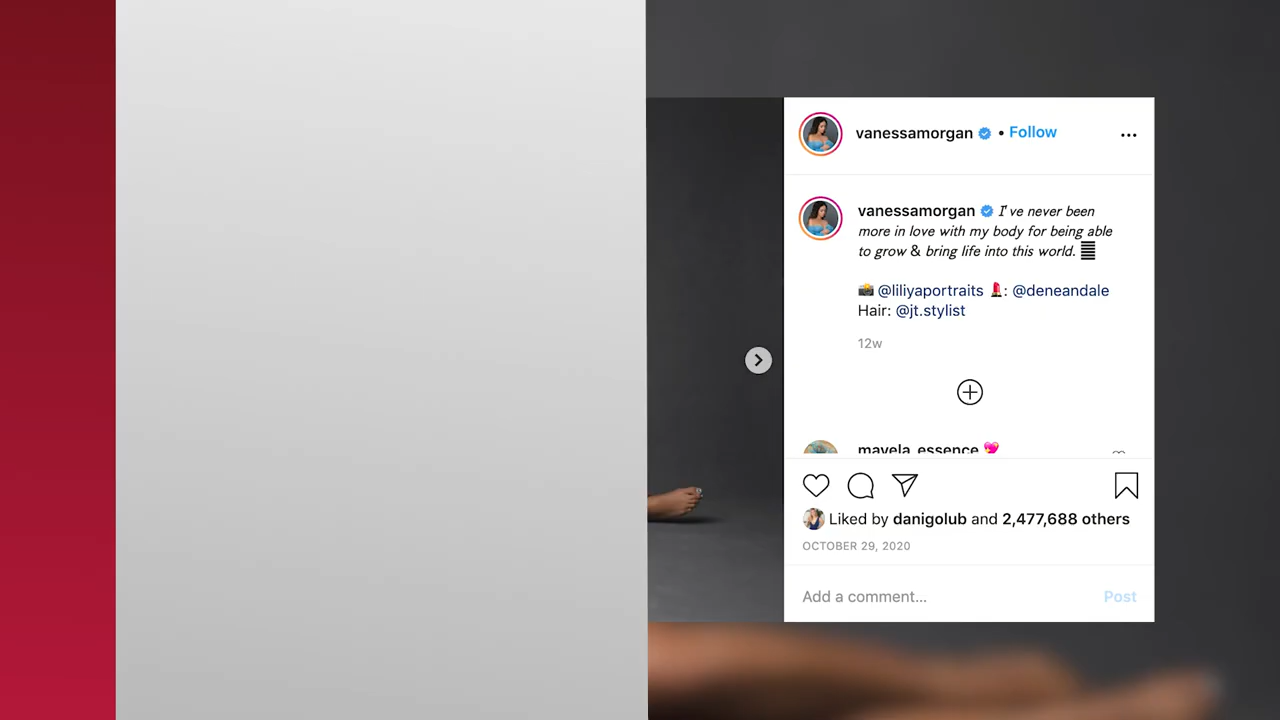 vanessamorgan • Follow
vanessamorgan I've never been
more in love with my body for being able
to grow & bring life into this world.
@liliyaportraits : @deneandale
Hair: @jt.stylist
12w
mavela_essence
Liked by danigolub and 2,477,688 others
OCTOBER 29, 2020
Add a comment... Post